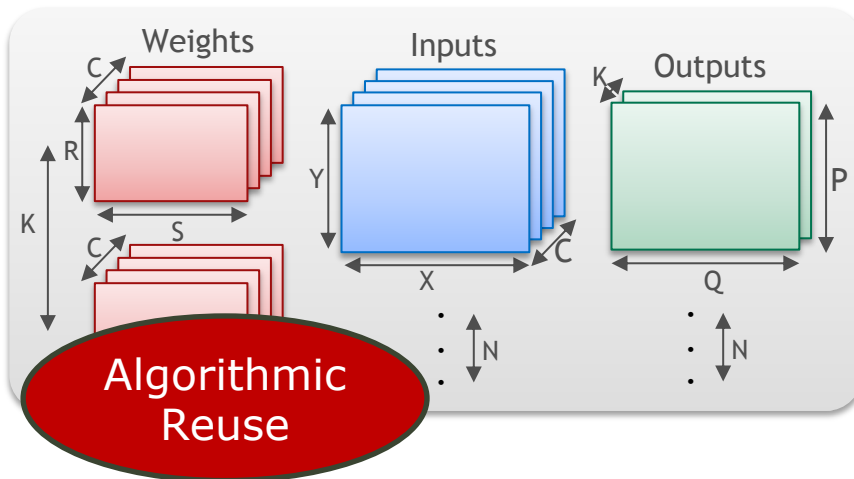 Weights
Inputs
Outputs
C
K
R
Y
P
K
S
C
C
X
Q
N
N
Algorithmic
Reuse